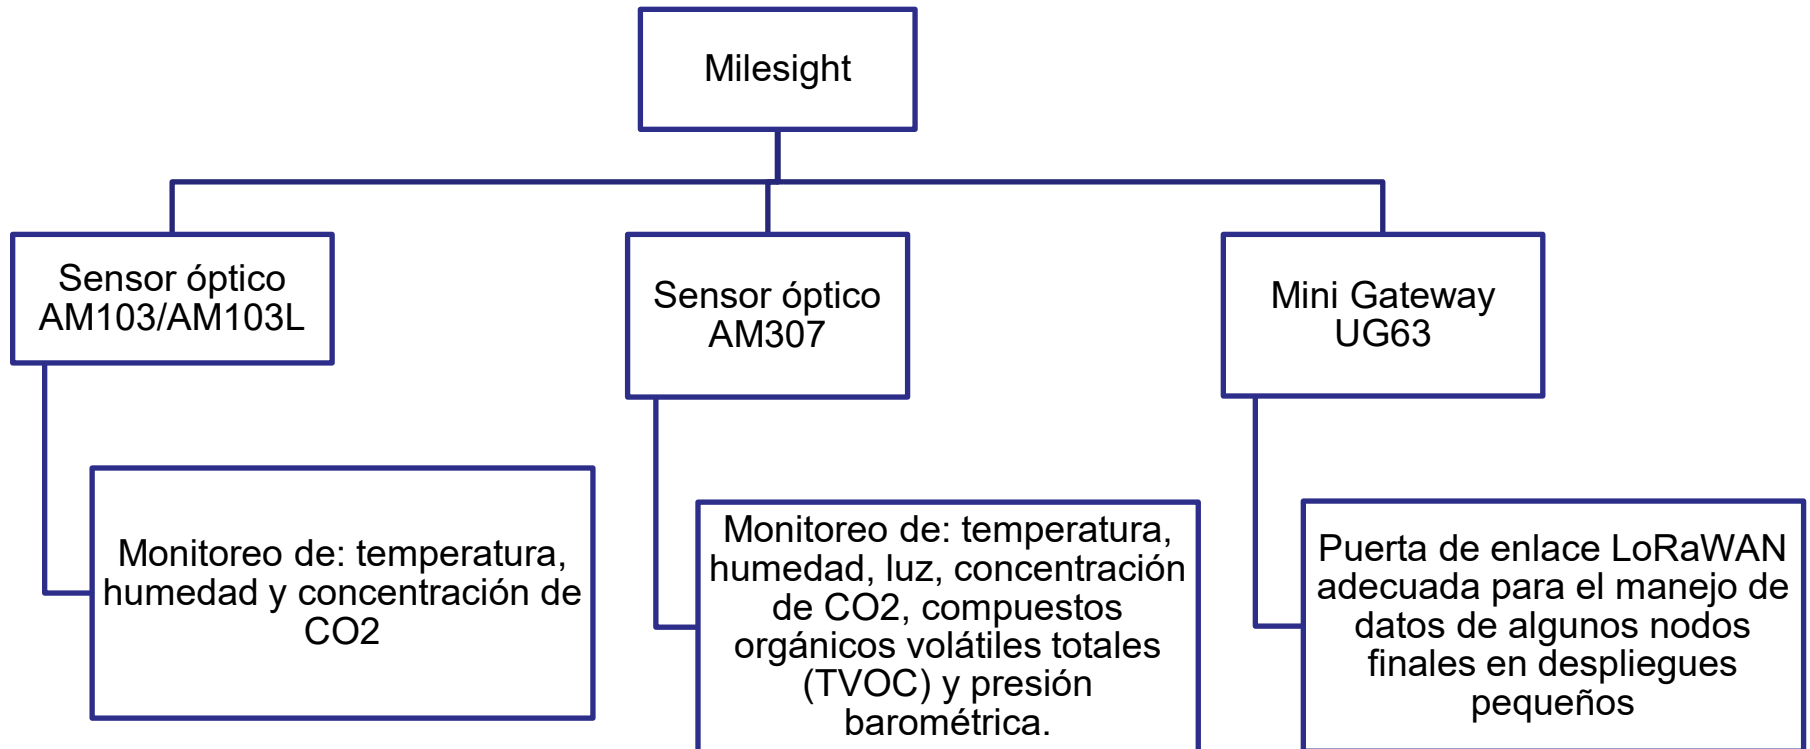 Milesight
Sensor óptico
AM103/AM103L
Sensor óptico
AM307
Mini Gateway
UG63
Monitoreo de: temperatura,
humedad y concentración de
CO2
Monitoreo de: temperatura,
humedad, luz, concentración
de CO2, compuestos
orgánicos volátiles totales
(TVOC) y presión
barométrica.
Puerta de enlace LoRaWAN
adecuada para el manejo de
datos de algunos nodos
finales en despliegues
pequeños